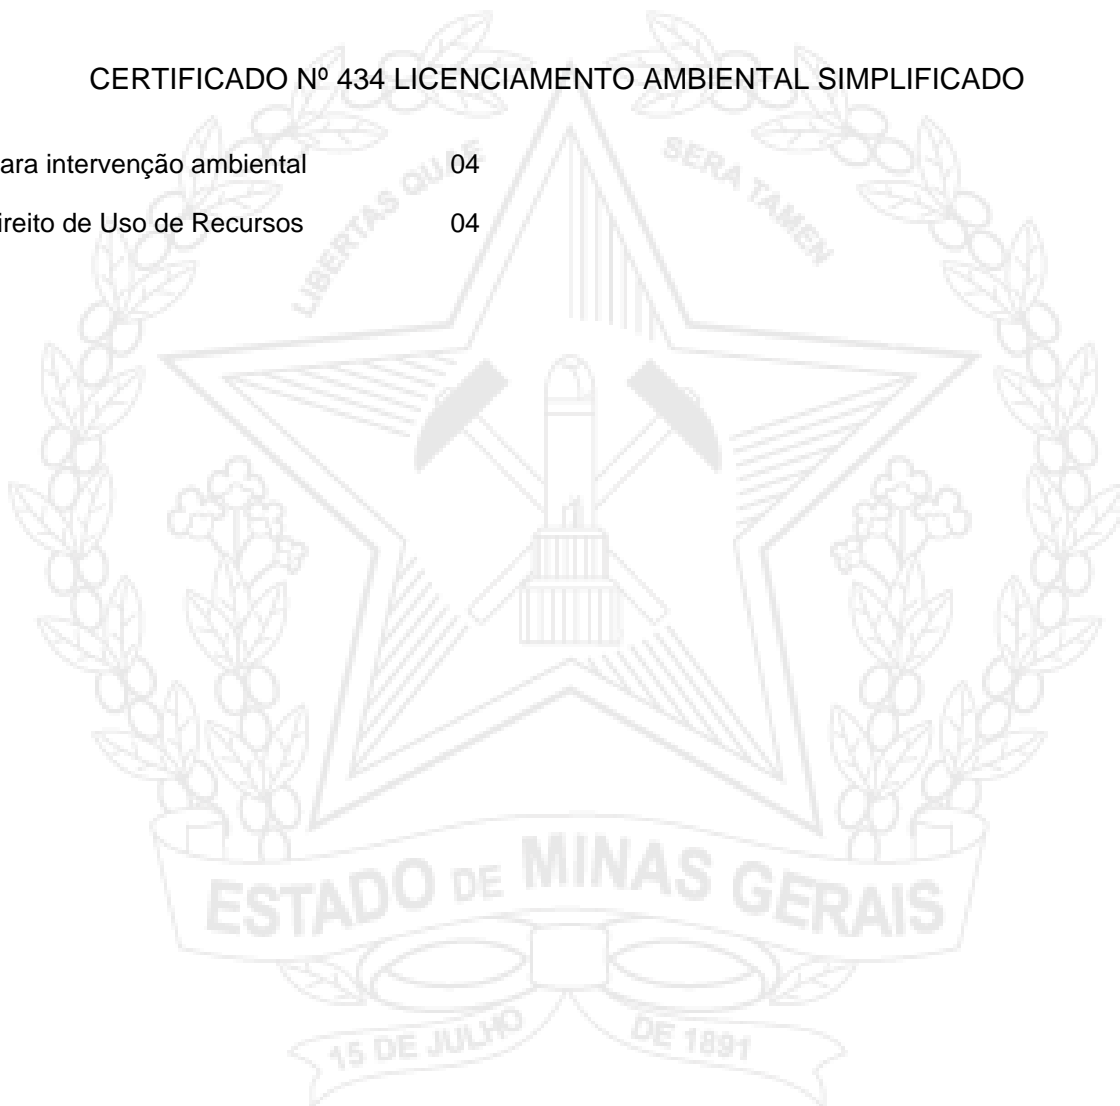 CERTIFICADO Nº 434 LICENCIAMENTO AMBIENTAL SIMPLIFICADO
ara intervenção ambiental 04
ireito de Uso de Recursos 04
LIBERTAS QUAE SERA TAMEN
ESTADO DE MINAS GERAIS
15 DE JULHO DE 1891